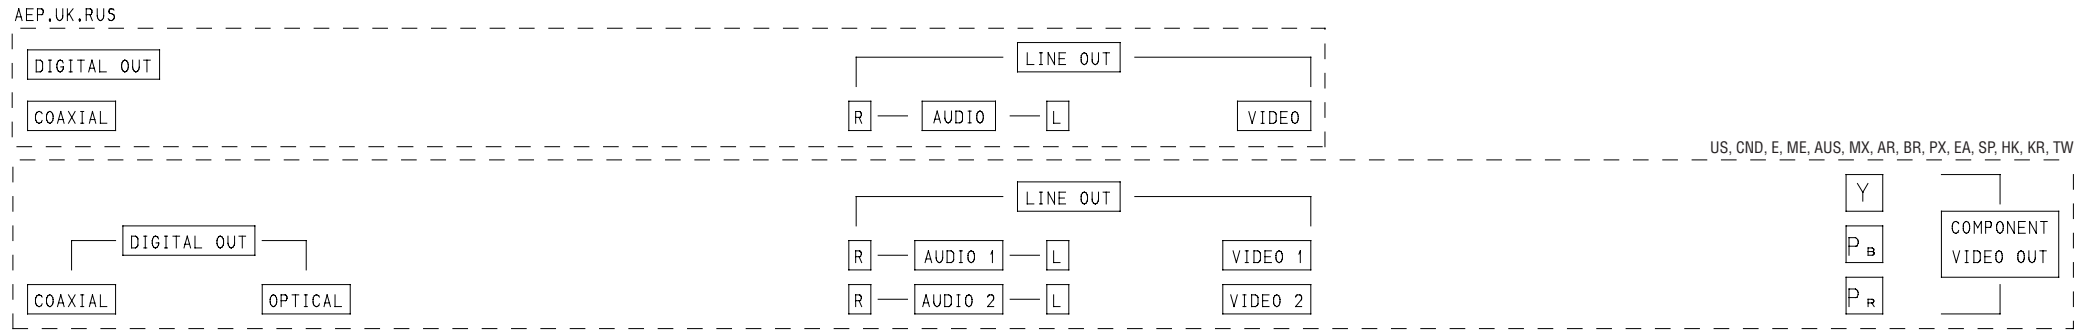 AEP,UK,RUS
DIGITAL OUT
LINE OUT
COAXIAL
R AUDIO L
VIDEO
US, CND, E, ME, AUS, MX, AR, BR, PX, EA, SP, HK, KR, TW
LINE OUT
Y
DIGITAL OUT
R AUDIO 1 L
VIDEO 1
PB
COMPONENT
VIDEO OUT
COAXIAL
OPTICAL
R AUDIO 2 L
VIDEO 2
PR